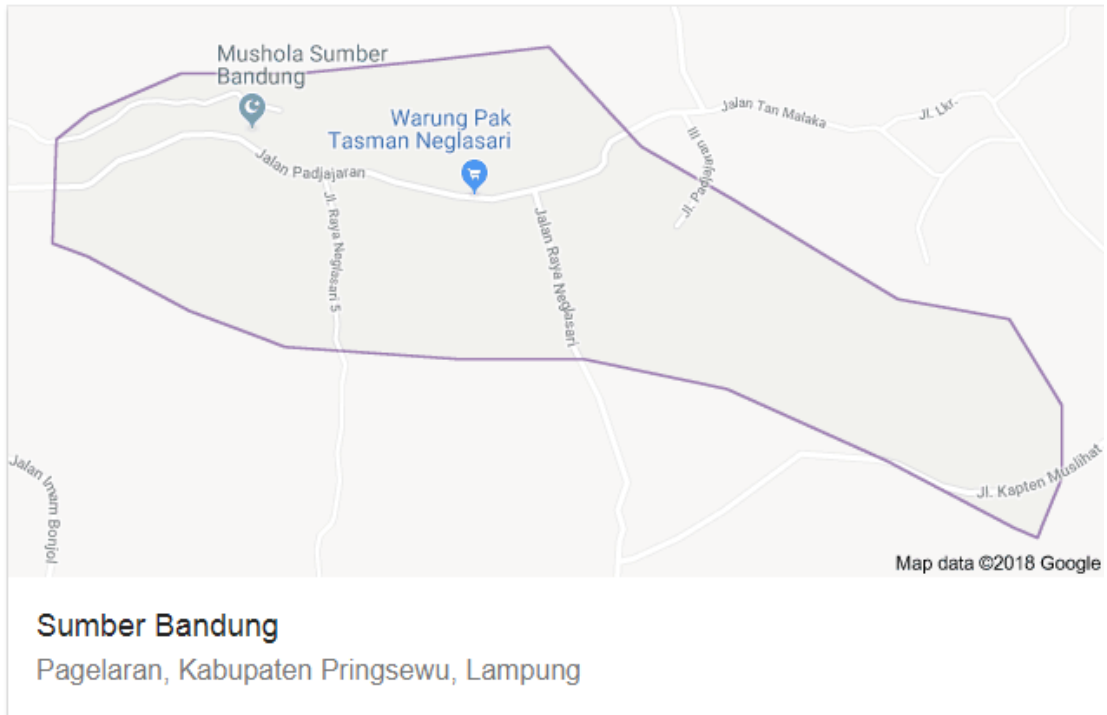 Mushola Sumber
Bandung
Warung Pak
Tasman Neglasari
Jalan Tan Malaka
Jl. Lkr.
Jalan Padjajaran
Jl. Padjajaran III
Jl. Raya Neglasari 5
Jalan Raya Neglasari
Jalan Imam Bonjol
Jl. Kapten Muslihat
Map data ©2018 Google
Sumber Bandung
Pagelaran, Kabupaten Pringsewu, Lampung